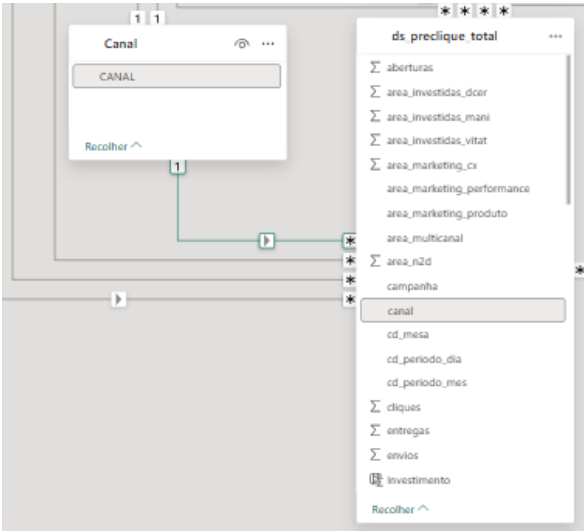 1 1
Canal
CANAL
Recolher
1
* * * *
ds_preclique_total
aberturas
area_investidas_dcer
area_investidas_mani
area_investidas_vitat
area_marketing_cx
area_marketing_performance
area_marketing_produto
area_multicanal
area_n2d
campanha
canal
cd_mesa
cd_periodo_dia
cd_periodo_mes
cliques
entregas
envios
Investimento
Recolher
*
*
*
*
*